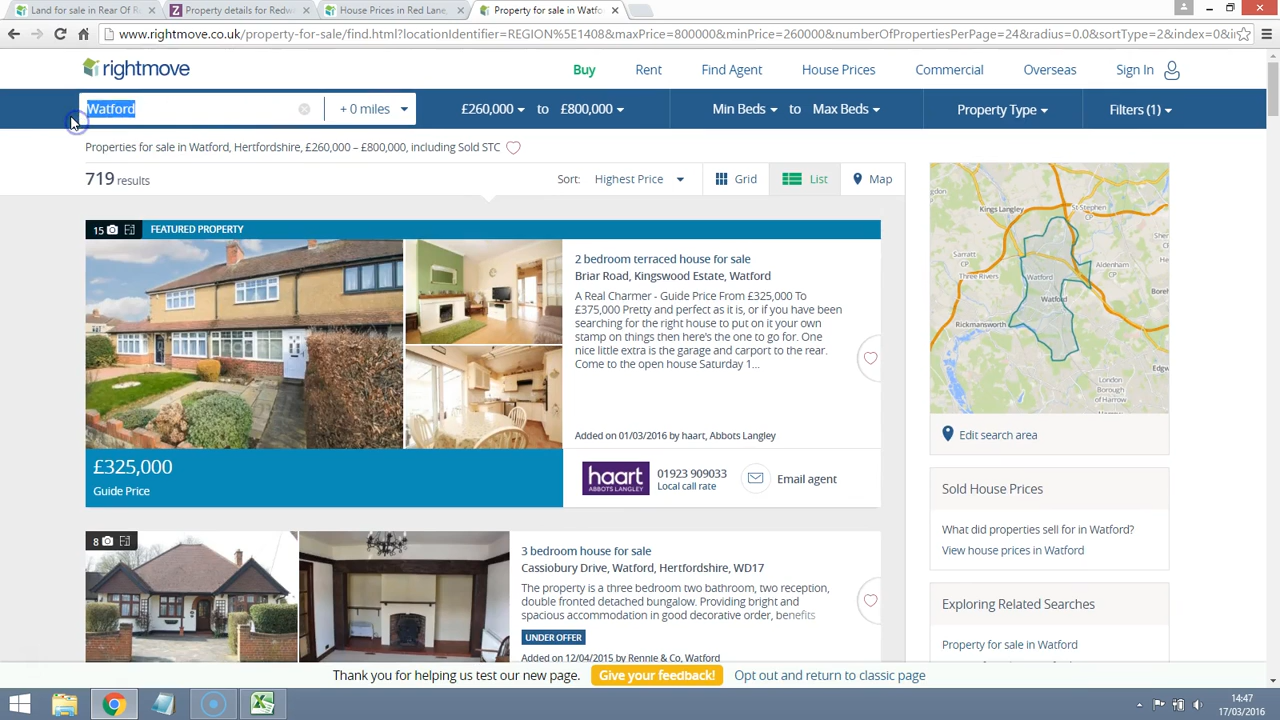 Land for sale in Rear Of R
Property details for Redw
House Prices in Red Lane,
Property for sale in Watfo
www.rightmove.co.uk/property-for-sale/find.html?locationIdentifier=REGION%5E1408&maxPrice=800000&minPrice=260000&numberOfPropertiesPerPage=24&radius=0.0&sortType=2&index=0&i
rightmove
Buy
Rent
Find Agent
House Prices
Commercial
Overseas
Sign In
Watford
+ 0 miles
£260,000
to
£800,000
Min Beds
to
Max Beds
Property Type
Filters (1)
Properties for sale in Watford, Hertfordshire, £260,000 – £800,000, including Sold STC
719 results
Sort: Highest Price
Grid
List
Map
15
FEATURED PROPERTY
2 bedroom terraced house for sale
Briar Road, Kingswood Estate, Watford
A Real Charmer - Guide Price From £325,000 To
£375,000 Pretty and perfect as it is, or if you have been
searching for the right house to put on it your own
stamp on things then here's the one to go for. One
nice little extra is the garage and carport to the rear.
Come to the open house Saturday 1...
Added on 01/03/2016 by haart, Abbots Langley
£325,000
Guide Price
haart
ABBOTS LANGLEY
01923 909033
Local call rate
Email agent
8
3 bedroom house for sale
Cassiobury Drive, Watford, Hertfordshire, WD17
The property is a three bedroom two bathroom, two reception,
double fronted detached bungalow. Providing bright and
spacious accommodation in good decorative order, benefits
UNDER OFFER
Added on 12/04/2015 by Rennie & Co, Watford
Kings Langley
St Stephen
CP
Sarratt
CP
Three Rivers
Watford
Aldenham
CP
Watford
Rickmansworth
London
Borough
Edit search area
Sold House Prices
What did properties sell for in Watford?
View house prices in Watford
Exploring Related Searches
Property for sale in Watford
Thank you for helping us test our new page.
Give your feedback!
Opt out and return to classic page
14:47
17/03/2016